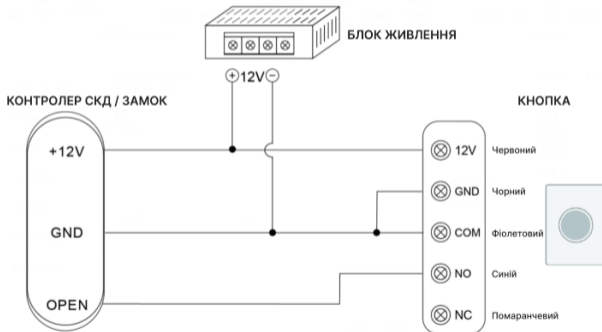 БЛОК ЖИВЛЕННЯ
+ 12V −
КОНТРОЛЕР СКД / ЗАМОК
КНОПКА
+12V
12V Червоний
GND Чорний
GND
COM Фіолетовий
NO Синій
OPEN
NC Помаранчевий